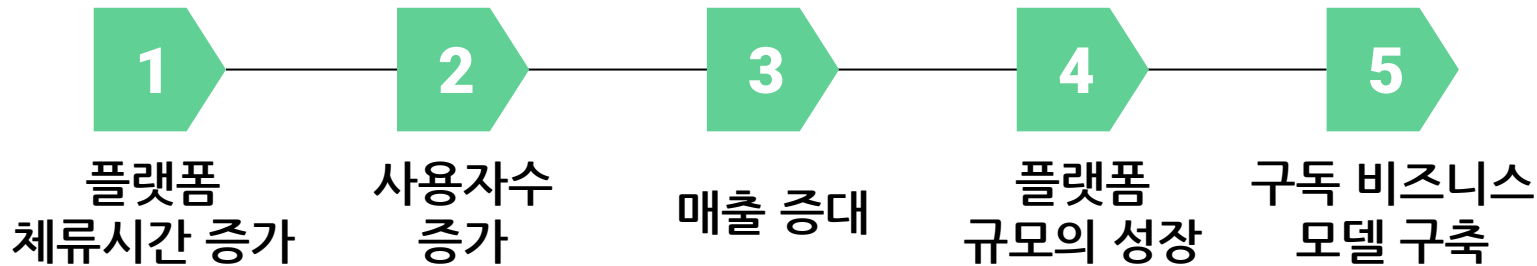 1
2
3
4
5
플랫폼
체류시간 증가
사용자수
증가
매출 증대
플랫폼
규모의 성장
구독 비즈니스
모델 구축